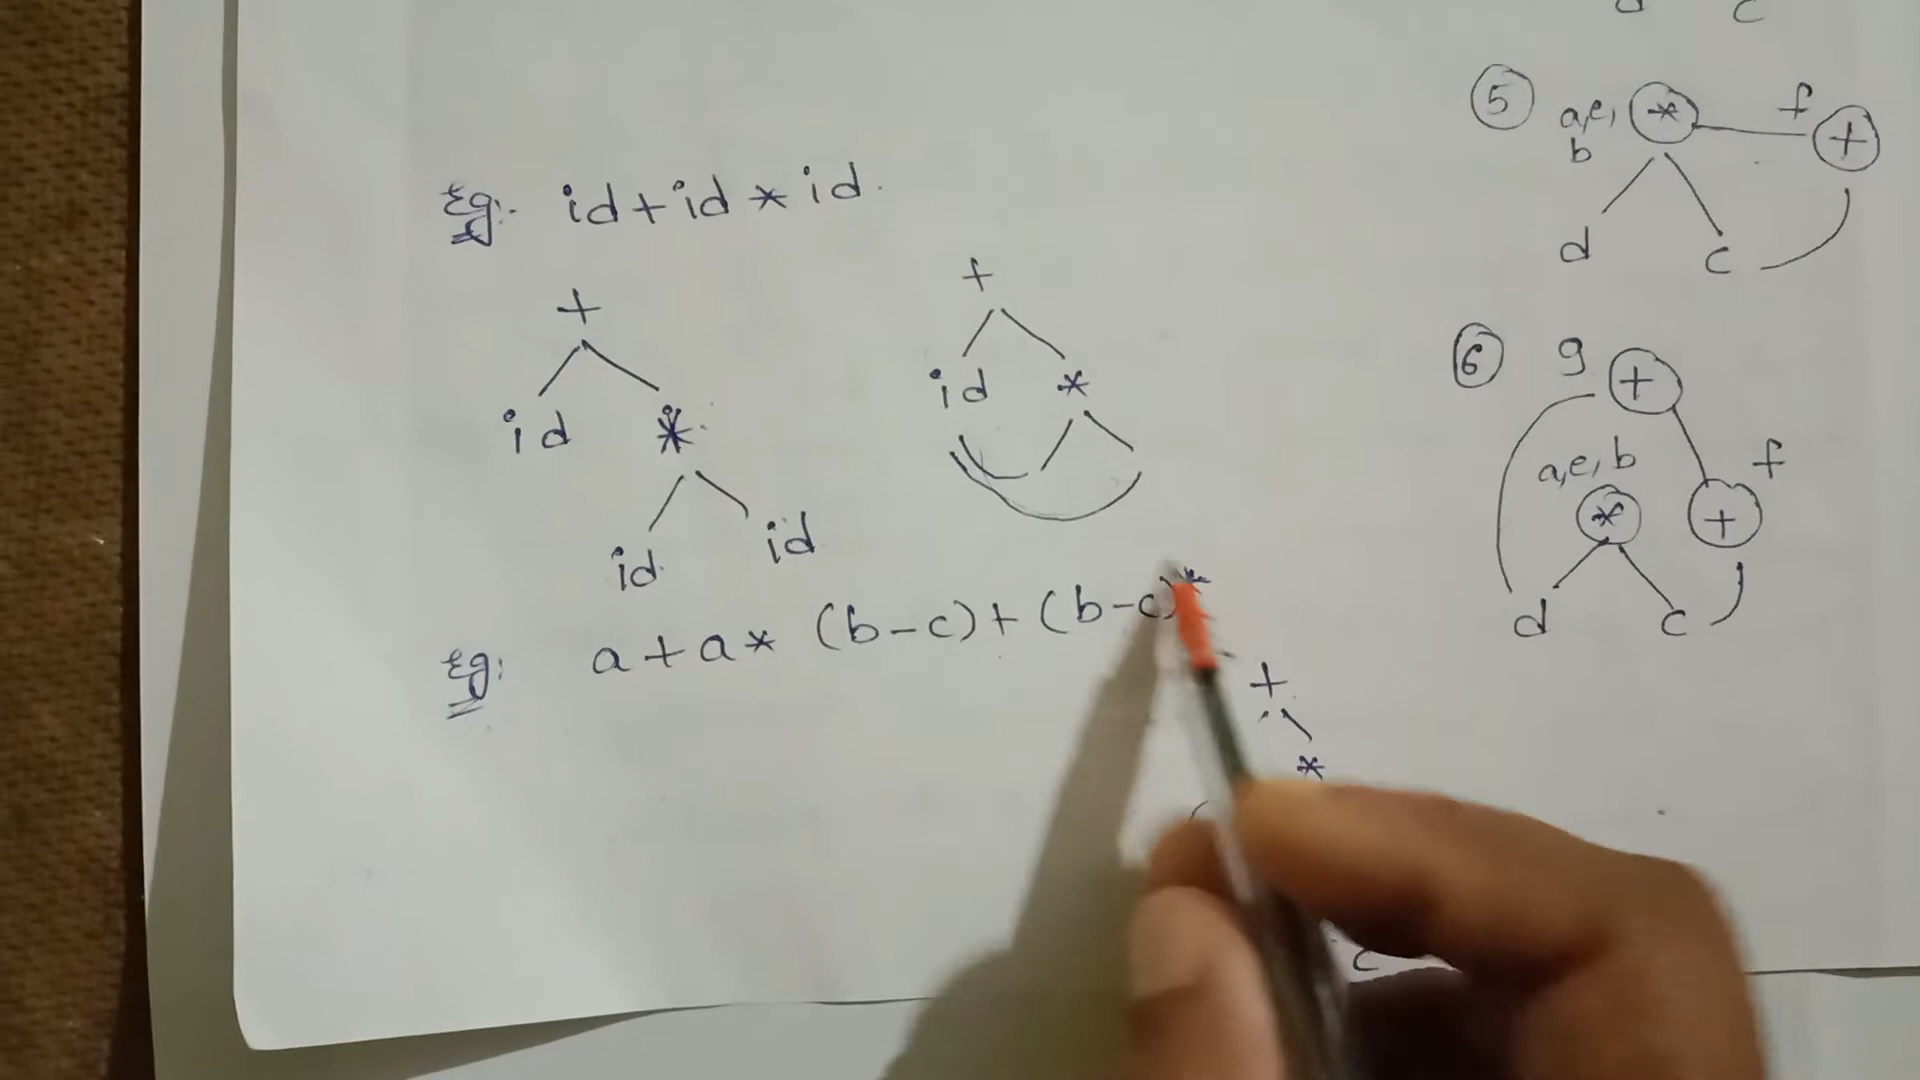 Eg:- id + id * id.
+
id *
id id
+
id *
Eg: a + a * (b - c) + (b - c) *
+
*
c
d c
5 a,e, * f +
b
d c
6 g +
a,e, b f
* +
d c